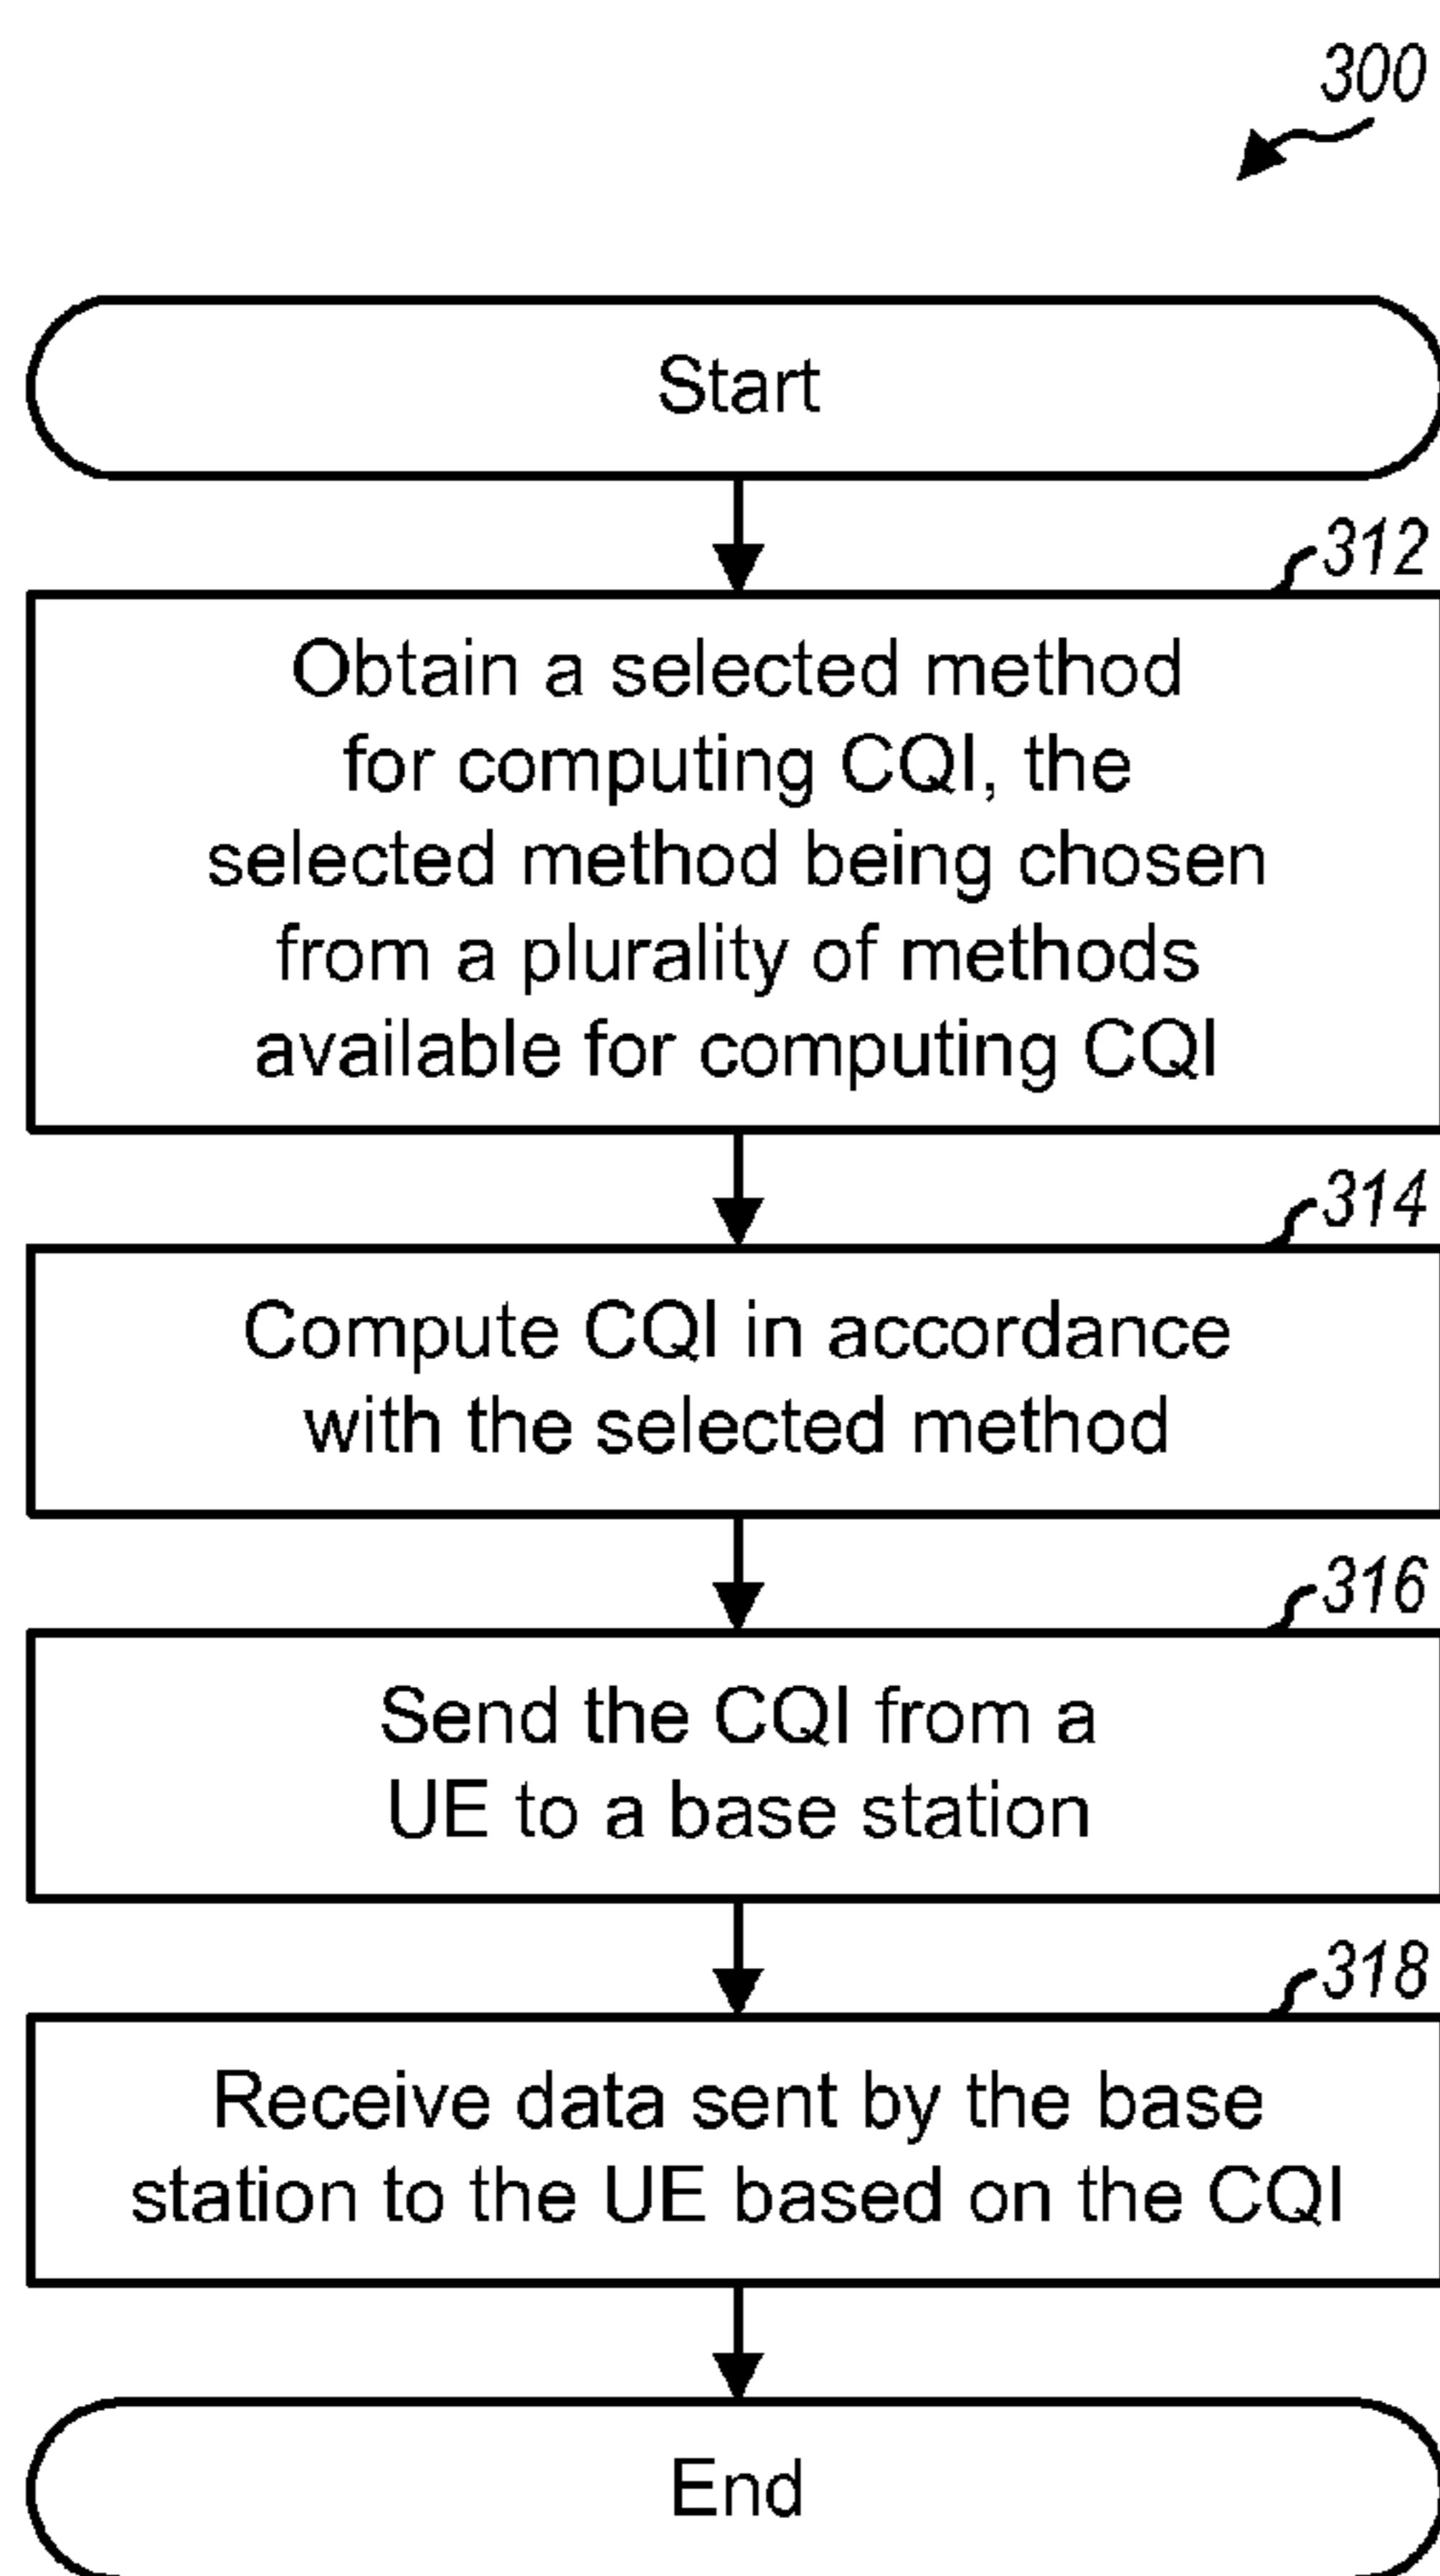 300
Start
312
Obtain a selected method
for computing CQI, the
selected method being chosen
from a plurality of methods
available for computing CQI
314
Compute CQI in accordance
with the selected method
316
Send the CQI from a
UE to a base station
318
Receive data sent by the base
station to the UE based on the CQI
End